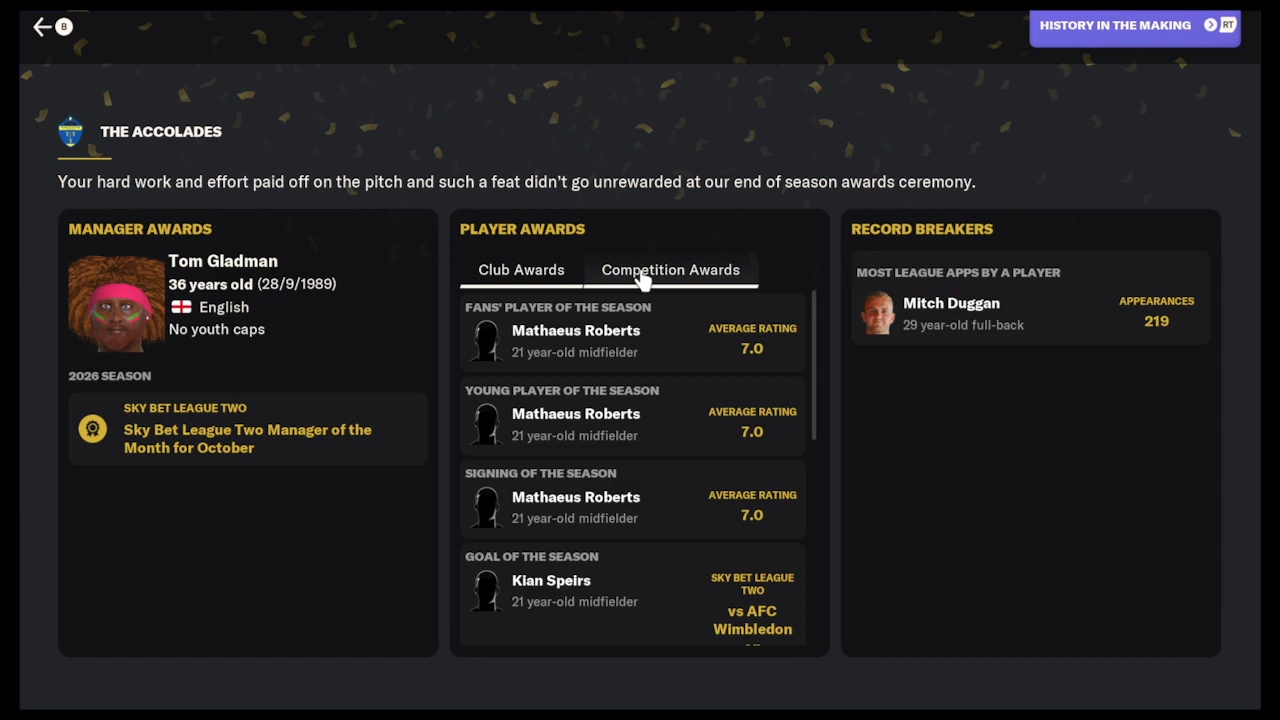 B
HISTORY IN THE MAKING RT
THE ACCOLADES
Your hard work and effort paid off on the pitch and such a feat didn't go unrewarded at our end of season awards ceremony.
MANAGER AWARDS
Tom Gladman
36 years old (28/9/1989)
English
No youth caps
2026 SEASON
SKY BET LEAGUE TWO
Sky Bet League Two Manager of the
Month for October
PLAYER AWARDS
Club Awards Competition Awards
FANS' PLAYER OF THE SEASON
Mathaeus Roberts
21 year-old midfielder
AVERAGE RATING
7.0
YOUNG PLAYER OF THE SEASON
Mathaeus Roberts
21 year-old midfielder
AVERAGE RATING
7.0
SIGNING OF THE SEASON
Mathaeus Roberts
21 year-old midfielder
AVERAGE RATING
7.0
GOAL OF THE SEASON
Kian Speirs
21 year-old midfielder
SKY BET LEAGUE
TWO
vs AFC
Wimbledon
RECORD BREAKERS
MOST LEAGUE APPS BY A PLAYER
Mitch Duggan
29 year-old full-back
APPEARANCES
219